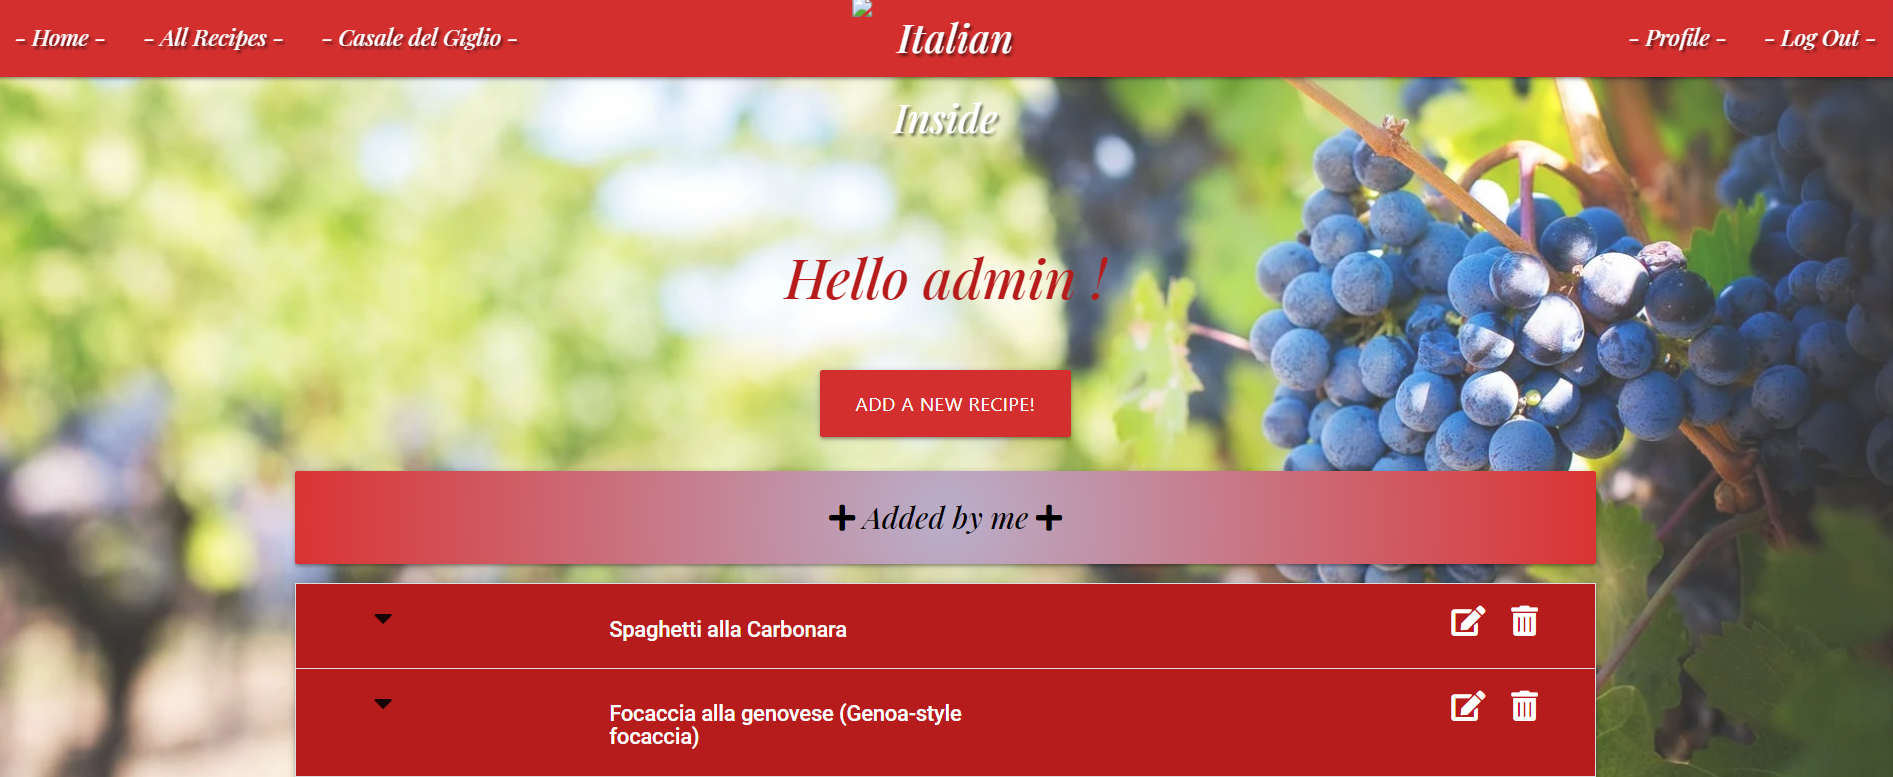 - Home -
- All Recipes -
- Casale del Giglio -
Italian
Inside
- Profile -
- Log Out -
Hello admin !
ADD A NEW RECIPE!
Added by me
Spaghetti alla Carbonara
Focaccia alla genovese (Genoa-style
focaccia)